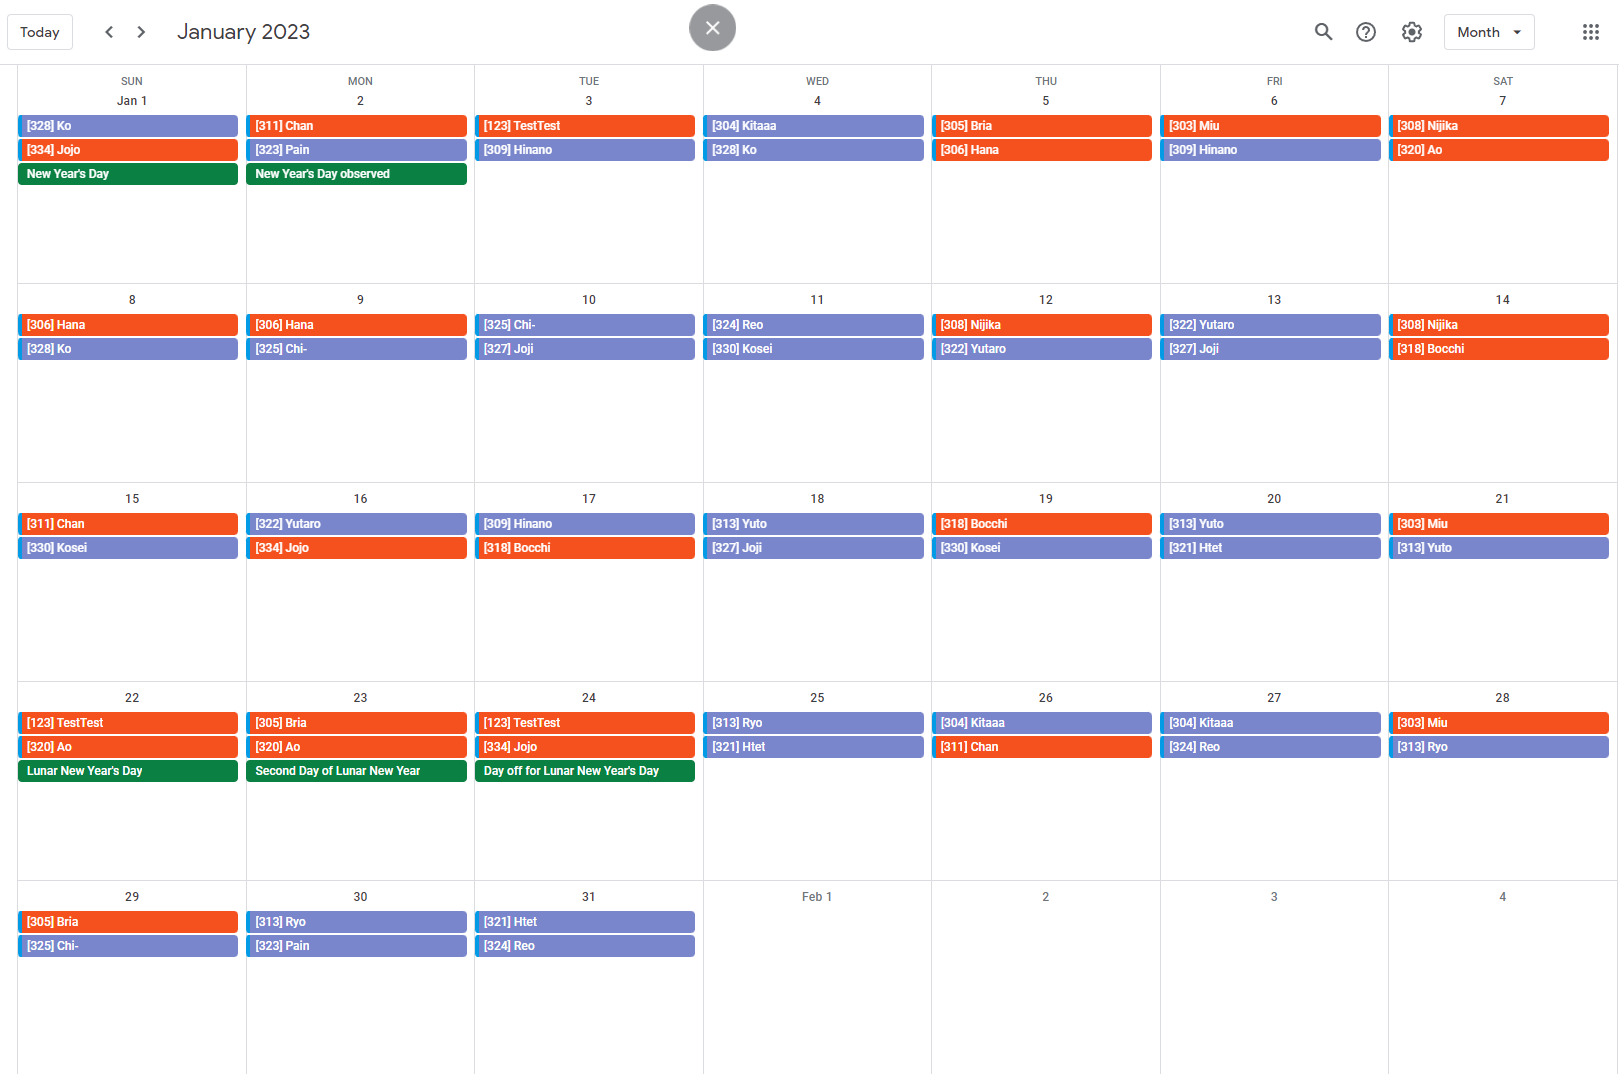 Today January 2023 Month
SUN MON TUE WED THU FRI SAT
Jan 1 2 3 4 5 6 7
[328] Ko [311] Chan [123] TestTest [304] Kitaaa [305] Bria [303] Miu [308] Nijika
[334] Jojo [323] Pain [309] Hinano [328] Ko [306] Hana [309] Hinano [320] Ao
New Year's Day New Year's Day observed
8 9 10 11 12 13 14
[306] Hana [306] Hana [325] Chi- [324] Reo [308] Nijika [322] Yutaro [308] Nijika
[328] Ko [325] Chi- [327] Joji [330] Kosei [322] Yutaro [327] Joji [318] Bocchi
15 16 17 18 19 20 21
[311] Chan [322] Yutaro [309] Hinano [313] Yuto [318] Bocchi [313] Yuto [303] Miu
[330] Kosei [334] Jojo [318] Bocchi [327] Joji [330] Kosei [321] Htet [313] Yuto
22 23 24 25 26 27 28
[123] TestTest [305] Bria [123] TestTest [313] Ryo [304] Kitaaa [304] Kitaaa [303] Miu
[320] Ao [320] Ao [334] Jojo [321] Htet [311] Chan [324] Reo [313] Ryo
Lunar New Year's Day Second Day of Lunar New Year Day off for Lunar New Year's Day
29 30 31 Feb 1 2 3 4
[305] Bria [313] Ryo [321] Htet
[325] Chi- [323] Pain [324] Reo